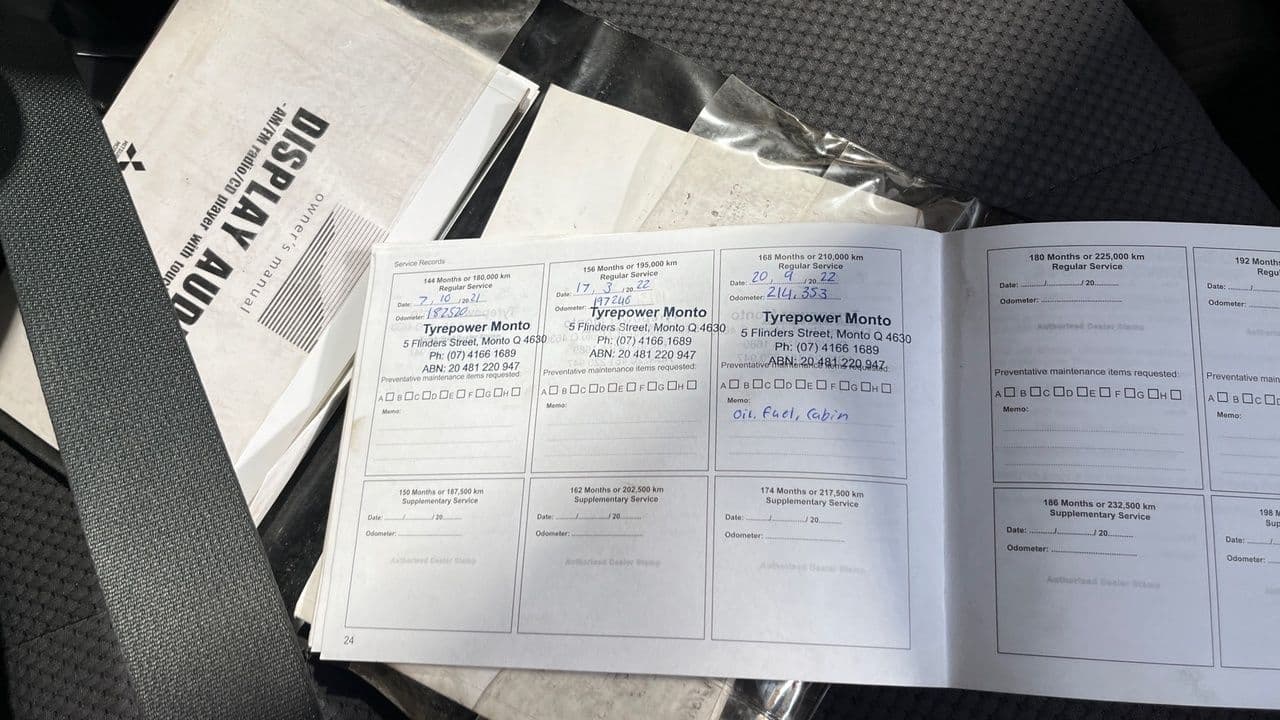 DISPLAY AUD
- AM/FM radio/CD player with touc
owner's manual
Service Records
144 Months or 180,000 km
Regular Service
Date: 7, 10 /2021
Odometer: 182520
Tyrepower Monto
5 Flinders Street, Monto Q 4630
Ph: (07) 4166 1689
ABN: 20 481 220 947
Preventative maintenance items requested:
A B C D E F G H
Memo:
156 Months or 195,000 km
Regular Service
Date: 17, 3 /2022
Odometer: 197246
Tyrepower Monto
5 Flinders Street, Monto Q 4630
Ph: (07) 4166 1689
ABN: 20 481 220 947
Preventative maintenance items requested:
A B C D E F G H
Memo:
168 Months or 210,000 km
Regular Service
Date: 20, 9 /2022
Odometer: 214,353
Tyrepower Monto
5 Flinders Street, Monto Q 4630
Ph: (07) 4166 1689
ABN: 20 481 220 947
Preventative maintenance items requested:
A B C D E F G H
Memo:
Oil, Fuel, Cabin
150 Months or 187,500 km
Supplementary Service
Date: ....../....../ 20......
Odometer:
Authorised Dealer Stamp
162 Months or 202,500 km
Supplementary Service
Date: ....../....../ 20......
Odometer:
Authorised Dealer Stamp
174 Months or 217,500 km
Supplementary Service
Date: ....../....../ 20......
Odometer:
Authorised Dealer Stamp
24
180 Months or 225,000 km
Regular Service
Date: ....../....../ 20......
Odometer:
Authorised Dealer Stamp
Preventative maintenance items requested:
A B C D E F G H
Memo:
192 Month
Regular
Date:
Odometer:
Preventative main
A B C D
Memo:
186 Months or 232,500 km
Supplementary Service
Date: ....../....../ 20......
Odometer:
Authorised Dealer Stamp
198 M
Supple
Date:
Odometer: